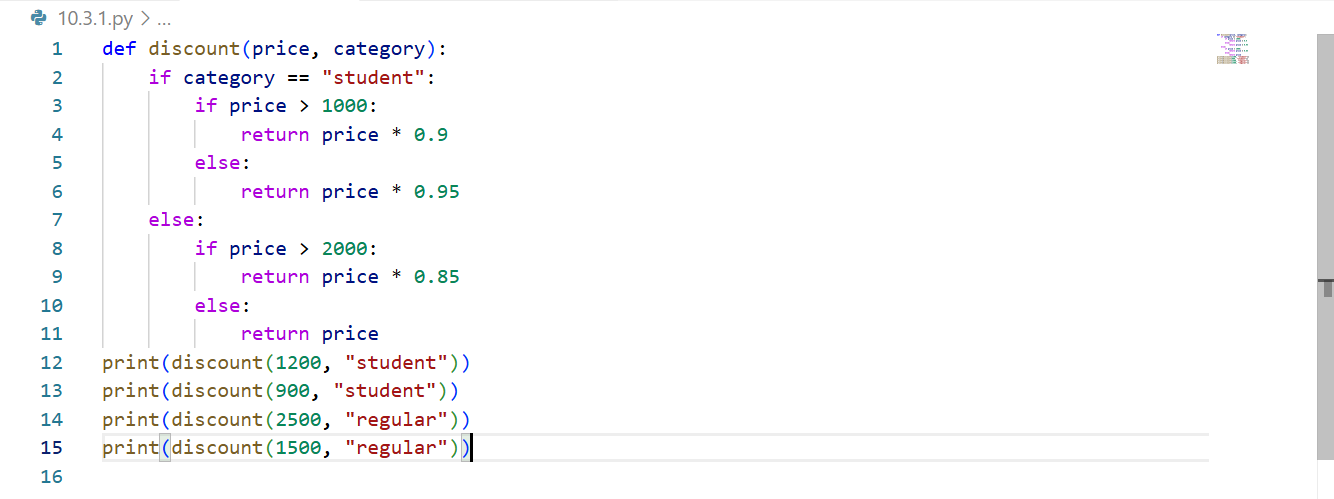 10.3.1.py > ...
1 def discount(price, category):
2     if category == "student":
3         if price > 1000:
4             return price * 0.9
5         else:
6             return price * 0.95
7     else:
8         if price > 2000:
9             return price * 0.85
10         else:
11             return price
12 print(discount(1200, "student"))
13 print(discount(900, "student"))
14 print(discount(2500, "regular"))
15 print(discount(1500, "regular"))
16